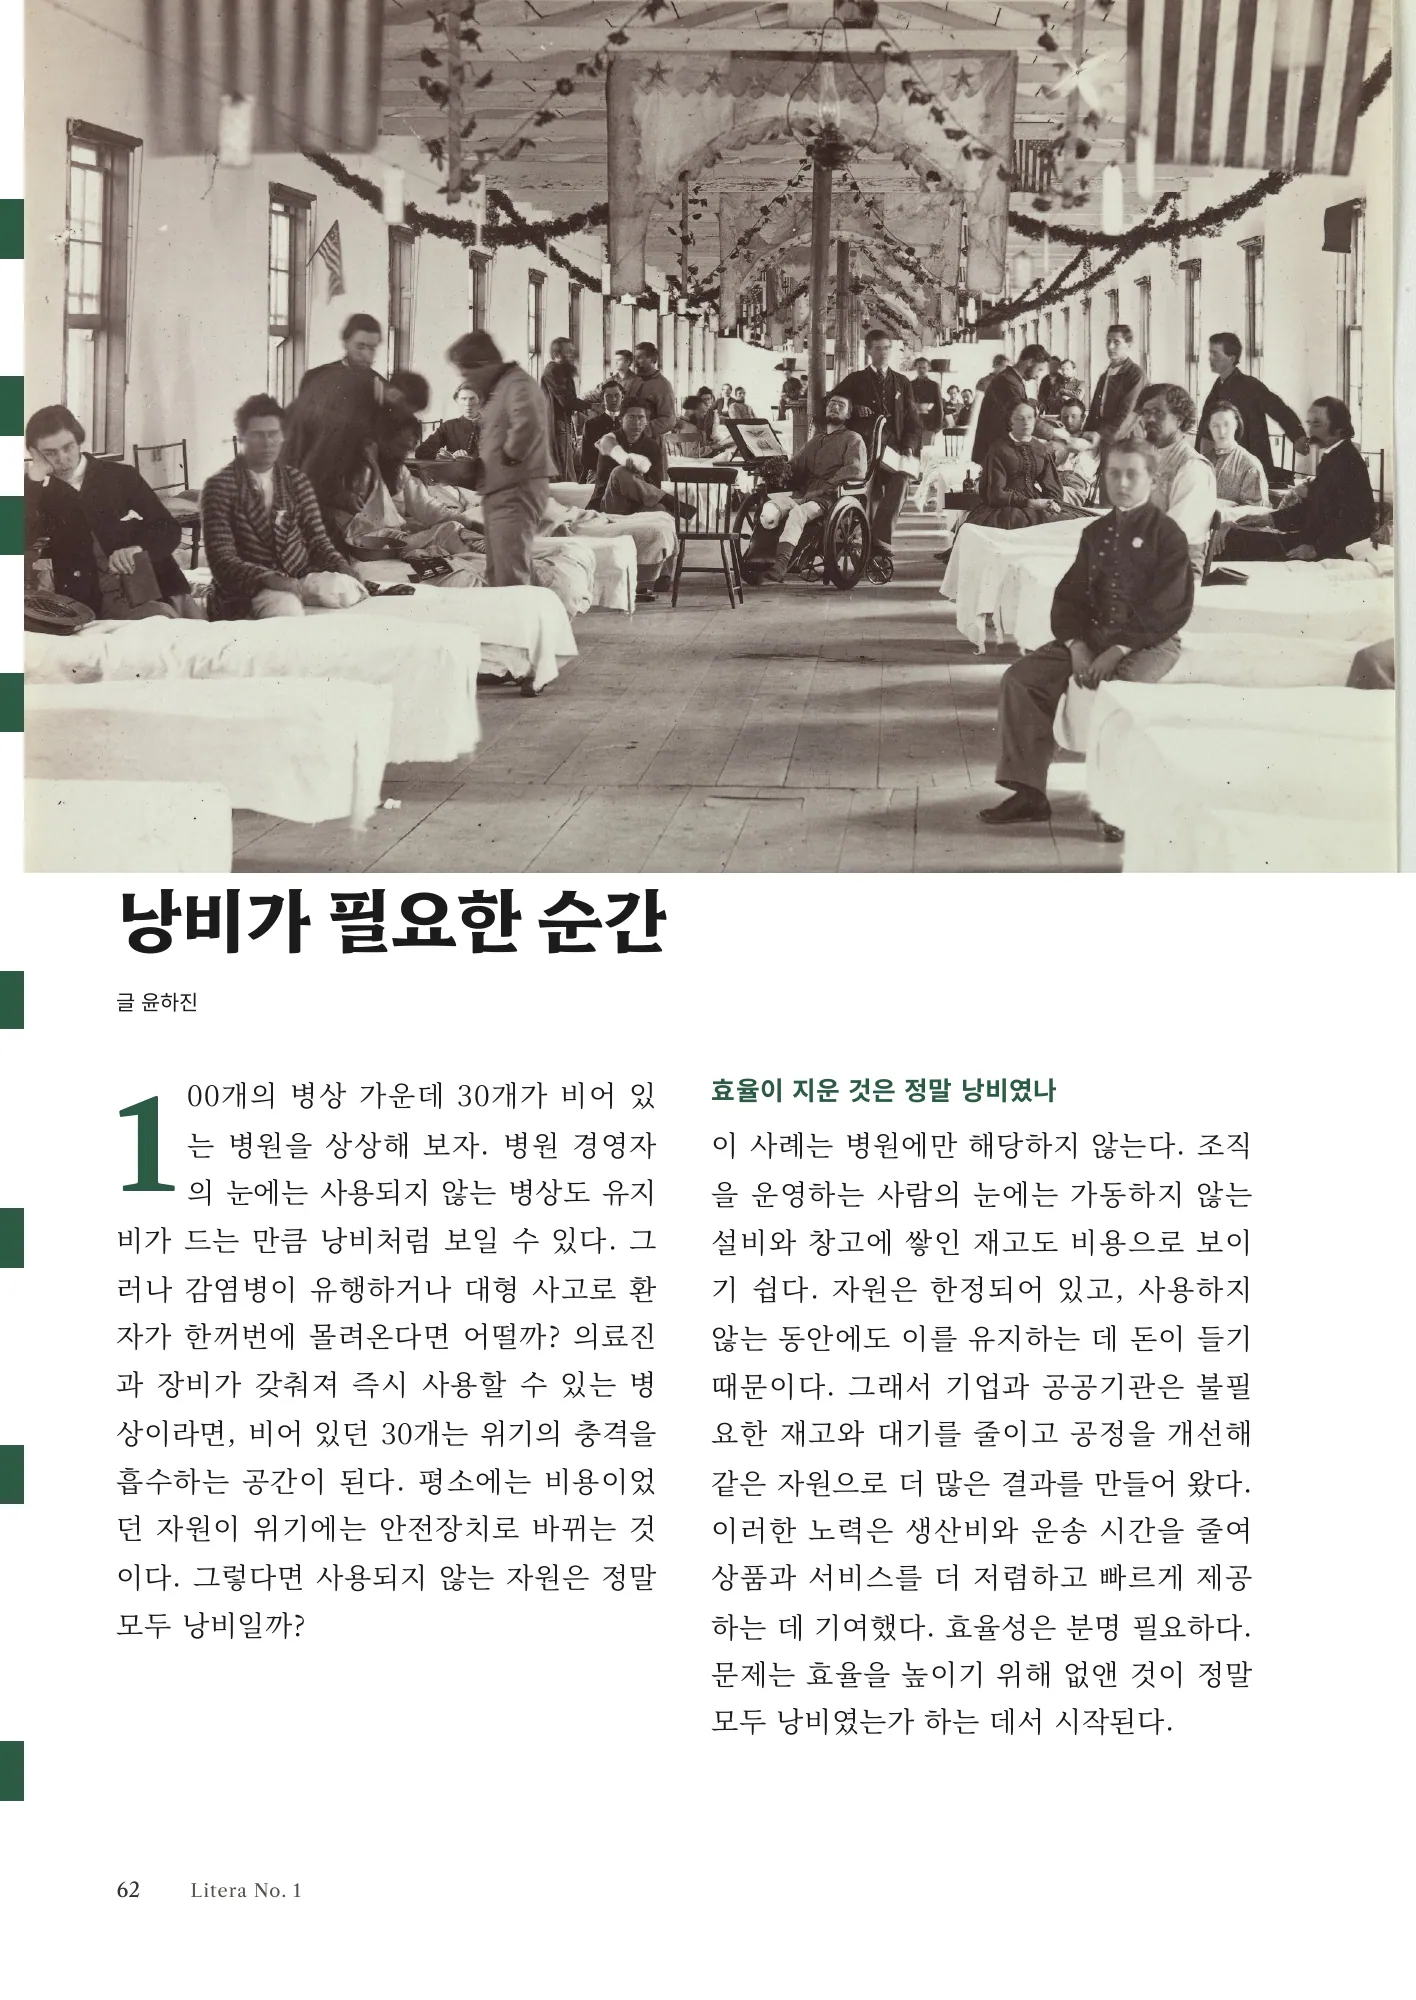 낭비가 필요한 순간
글 윤하진
100개의 병상 가운데 30개가 비어 있
는 병원을 상상해 보자. 병원 경영자
의 눈에는 사용되지 않는 병상도 유지
비가 드는 만큼 낭비처럼 보일 수 있다. 그
러나 감염병이 유행하거나 대형 사고로 환
자가 한꺼번에 몰려온다면 어떨까? 의료진
과 장비가 갖춰져 즉시 사용할 수 있는 병
상이라면, 비어 있던 30개는 위기의 충격을
흡수하는 공간이 된다. 평소에는 비용이었
던 자원이 위기에는 안전장치로 바뀌는 것
이다. 그렇다면 사용되지 않는 자원은 정말
모두 낭비일까?
효율이 지운 것은 정말 낭비였나
이 사례는 병원에만 해당하지 않는다. 조직
을 운영하는 사람의 눈에는 가동하지 않는
설비와 창고에 쌓인 재고도 비용으로 보이
기 쉽다. 자원은 한정되어 있고, 사용하지
않는 동안에도 이를 유지하는 데 돈이 들기
때문이다. 그래서 기업과 공공기관은 불필
요한 재고와 대기를 줄이고 공정을 개선해
같은 자원으로 더 많은 결과를 만들어 왔다.
이러한 노력은 생산비와 운송 시간을 줄여
상품과 서비스를 더 저렴하고 빠르게 제공
하는 데 기여했다. 효율성은 분명 필요하다.
문제는 효율을 높이기 위해 없앤 것이 정말
모두 낭비였는가 하는 데서 시작된다.
62 Litera No. 1